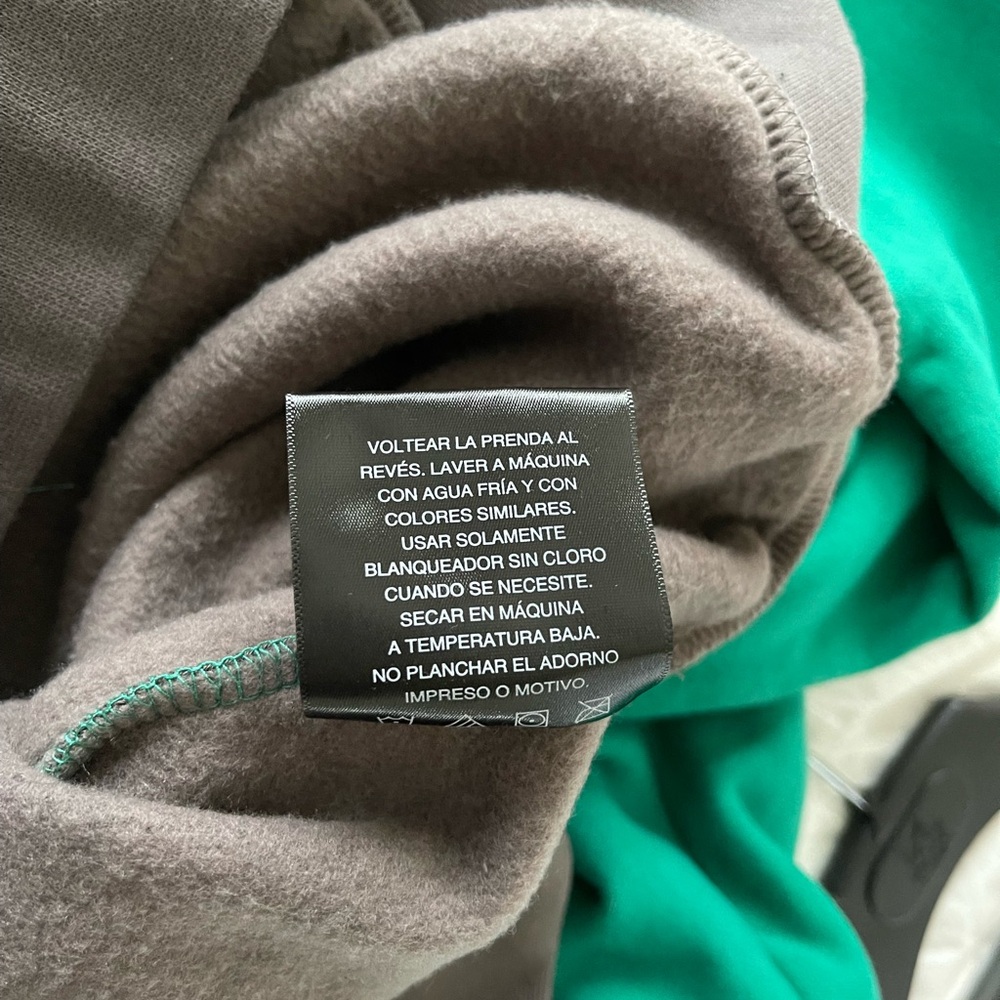 VOLTEAR LA PRENDA AL
REVÉS. LAVER A MÁQUINA
CON AGUA FRÍA Y CON
COLORES SIMILARES.
USAR SOLAMENTE
BLANQUEADOR SIN CLORO
CUANDO SE NECESITE.
SECAR EN MÁQUINA
A TEMPERATURA BAJA.
NO PLANCHAR EL ADORNO
IMPRESO O MOTIVO.